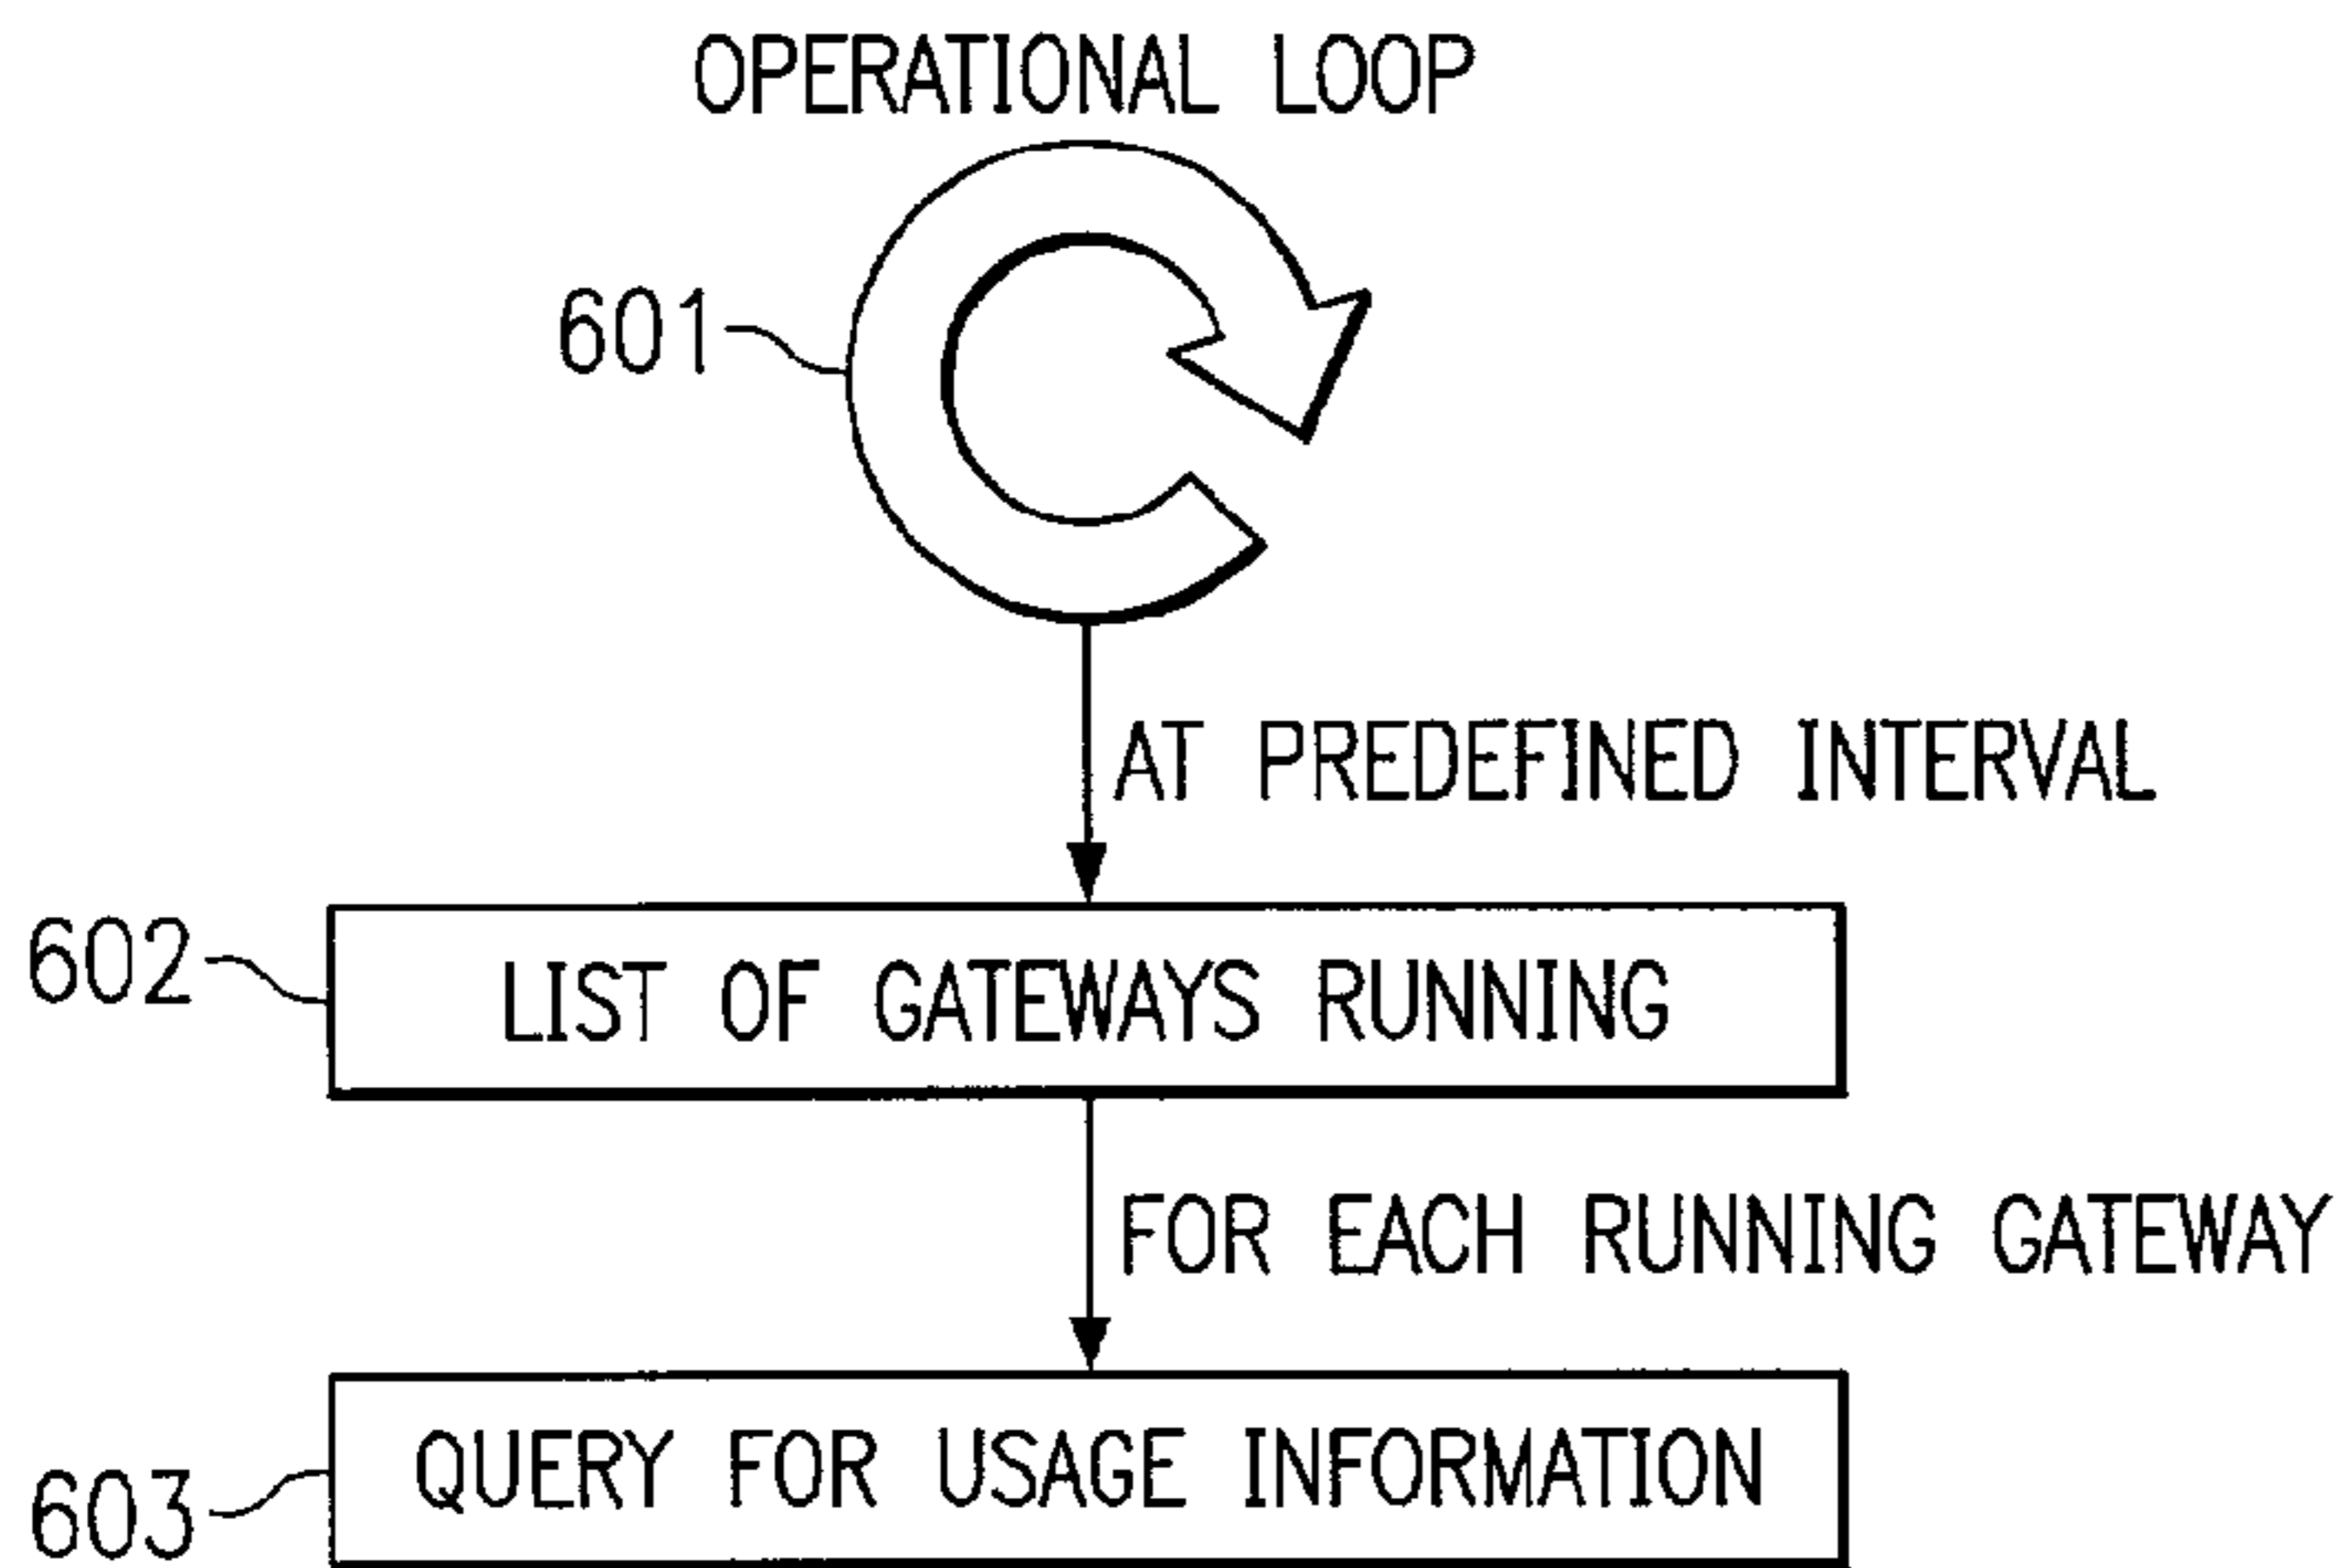 OPERATIONAL LOOP
601
AT PREDEFINED INTERVAL
602
LIST OF GATEWAYS RUNNING
FOR EACH RUNNING GATEWAY
603
QUERY FOR USAGE INFORMATION